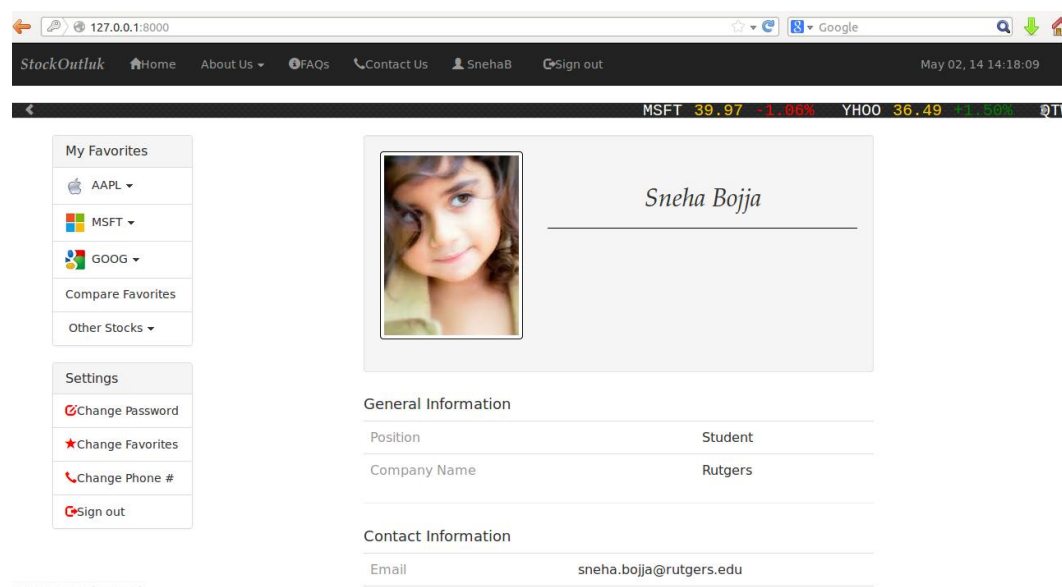 127.0.0.1:8000
Google
StockOutluk Home About Us FAQs Contact Us SnehaB Sign out May 02, 14 14:18:09
MSFT 39.97 -1.06% YHOO 36.49 +1.50%
My Favorites
AAPL
MSFT
GOOG
Compare Favorites
Other Stocks
Settings
Change Password
Change Favorites
Change Phone #
Sign out
Sneha Bojja
General Information
Position Student
Company Name Rutgers
Contact Information
Email sneha.bojja@rutgers.edu